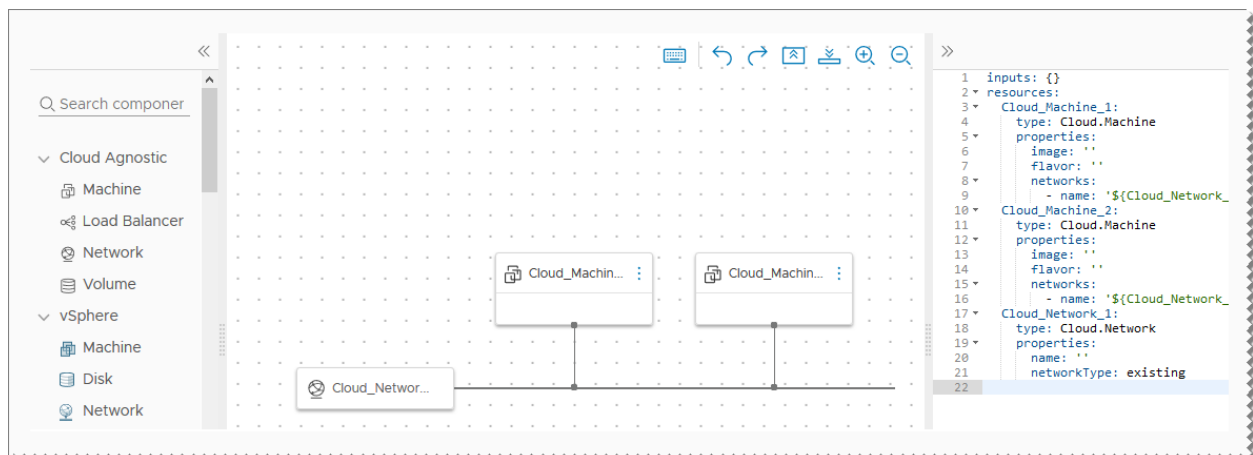 Search componer
Cloud Agnostic
Machine
Load Balancer
Network
Volume
vSphere
Machine
Disk
Network
Cloud_Machin...
Cloud_Machin...
Cloud_Networ...
1 inputs: {}
2 resources:
3 Cloud_Machine_1:
4 type: Cloud.Machine
5 properties:
6 image: ''
7 flavor: ''
8 networks:
9 - name: '${Cloud_Network_
10 Cloud_Machine_2:
11 type: Cloud.Machine
12 properties:
13 image: ''
14 flavor: ''
15 networks:
16 - name: '${Cloud_Network_
17 Cloud_Network_1:
18 type: Cloud.Network
19 properties:
20 name: ''
21 networkType: existing
22